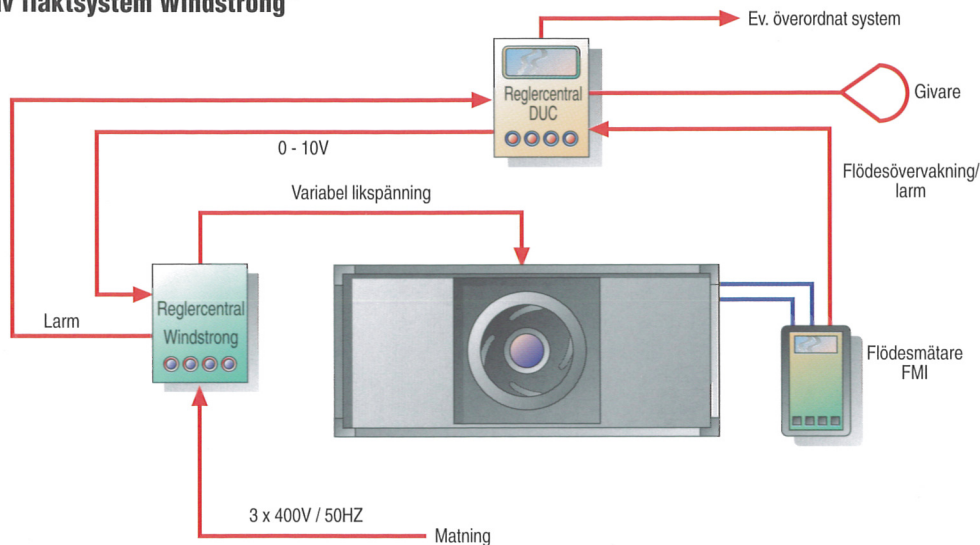 av fläktsystem Windstrong
Ev. överordnat system
Reglercentral
DUC
Givare
0 - 10V
Flödesövervakning/
larm
Variabel likspänning
Reglercentral
Windstrong
Larm
Flödesmätare
FMI
3 x 400V / 50HZ
Matning